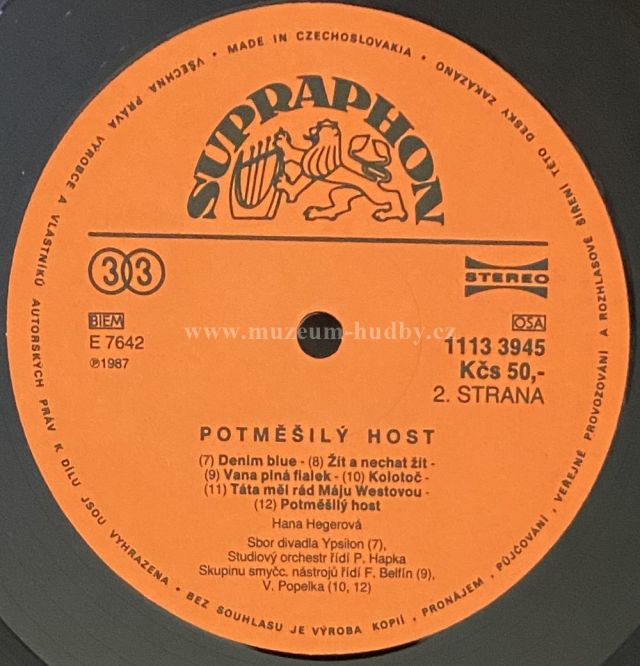 VŠECHNA PRÁVA VÝROBCE A VLASTNÍKŮ AUTORSKÝCH PRÁV K DÍLU JSOU VYHRAZENA • BEZ SOUHLASU JE VÝROBA KOPIÍ, PRONÁJEM, PŮJČOVÁNÍ, VEŘEJNÉ PROVOZOVÁNÍ A ROZHLASOVÉ ŠÍŘENÍ TÉTO DESKY ZAKÁZÁNO • MADE IN CZECHOSLOVAKIA •
SUPRAPHON
33
STEREO
www.muzeum-hudby.cz
BIEM
OSA
E 7642
1113 3945
℗1987
Kčs 50,-
2. STRANA
POTMĚŠILÝ HOST
(7) Denim blue - (8) Žít a nechat žít -
(9) Vana plná fialek - (10) Kolotoč -
(11) Táta měl rád Máju Westovou -
(12) Potměšilý host
Hana Hegerová
Sbor divadla Ypsilon (7),
Studiový orchestr řídí P. Hapka
Skupinu smyčc. nástrojů řídí F. Belfín (9),
V. Popelka (10, 12)